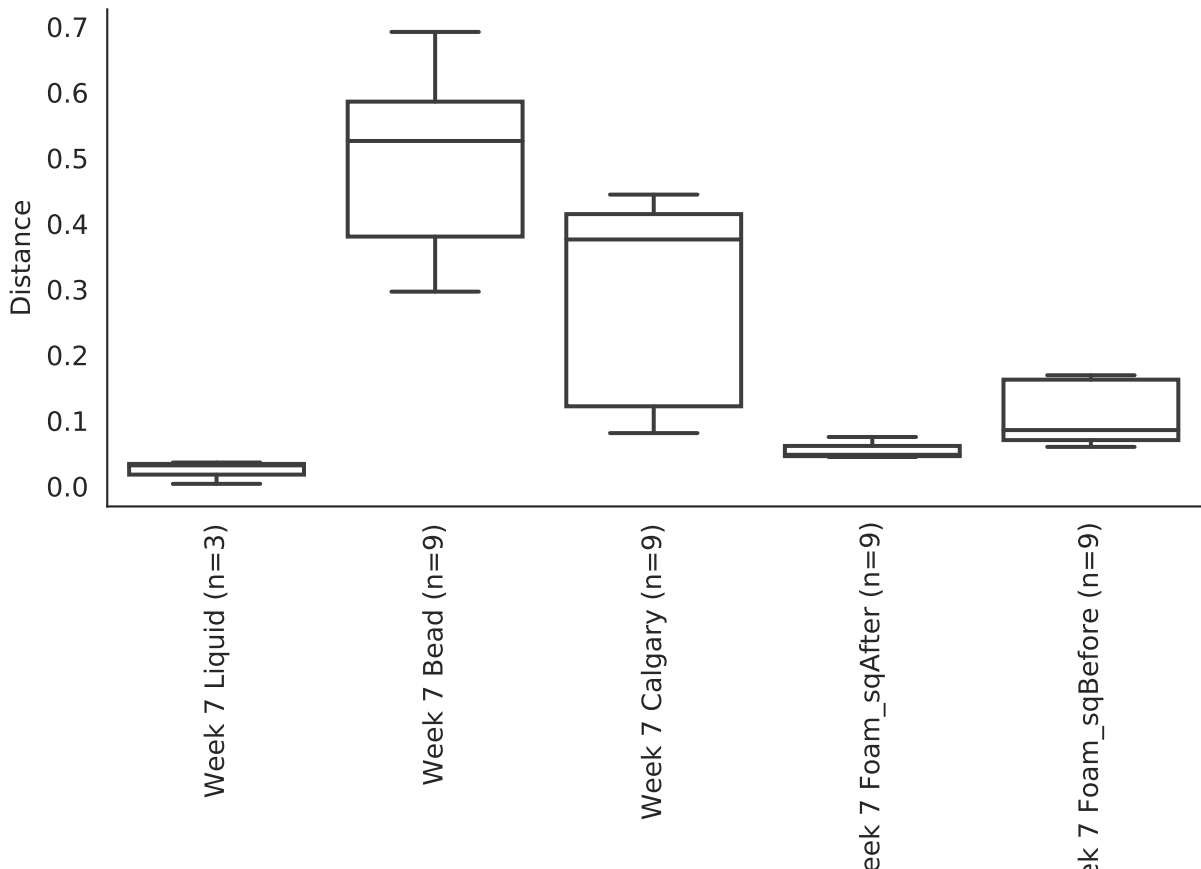 0.7
0.6
0.5
0.4
0.3
0.2
0.1
0.0
Distance
Week 7 Liquid (n=3)
Week 7 Bead (n=9)
Week 7 Calgary (n=9)
eek 7 Foam_sqAfter (n=9)
ek 7 Foam_sqBefore (n=9)